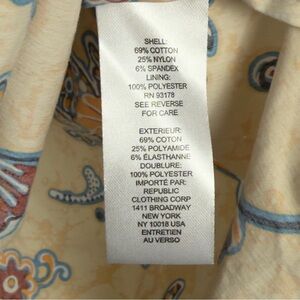 SHELL:
69% COTTON
25% NYLON
6% SPANDEX
LINING:
100% POLYESTER
RN 93178
SEE REVERSE
FOR CARE
EXTERIEUR:
69% COTON
25% POLYAMIDE
6% ÉLASTHANNE
DOUBLURE:
100% POLYESTER
IMPORTÉ PAR:
REPUBLIC
CLOTHING CORP
1411 BROADWAY
NEW YORK
NY 10018 USA
ENTRETIEN
AU VERSO